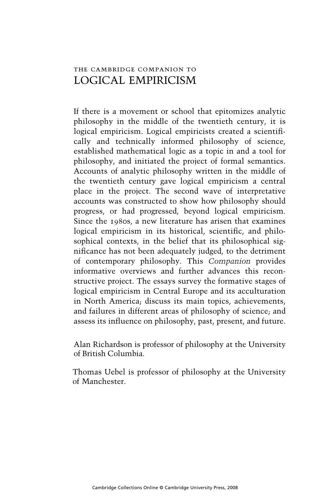 THE CAMBRIDGE COMPANION TO
LOGICAL EMPIRICISM
If there is a movement or school that epitomizes analytic
philosophy in the middle of the twentieth century, it is
logical empiricism. Logical empiricists created a scientifi-
cally and technically informed philosophy of science,
established mathematical logic as a topic in and a tool for
philosophy, and initiated the project of formal semantics.
Accounts of analytic philosophy written in the middle of
the twentieth century gave logical empiricism a central
place in the project. The second wave of interpretative
accounts was constructed to show how philosophy should
progress, or had progressed, beyond logical empiricism.
Since the 1980s, a new literature has arisen that examines
logical empiricism in its historical, scientific, and philo-
sophical contexts, in the belief that its philosophical sig-
nificance has not been adequately judged, to the detriment
of contemporary philosophy. This Companion provides
informative overviews and further advances this recon-
structive project. The essays survey the formative stages of
logical empiricism in Central Europe and its acculturation
in North America; discuss its main topics, achievements,
and failures in different areas of philosophy of science; and
assess its influence on philosophy, past, present, and future.
Alan Richardson is professor of philosophy at the University
of British Columbia.
Thomas Uebel is professor of philosophy at the University
of Manchester.
Cambridge Collections Online © Cambridge University Press, 2008